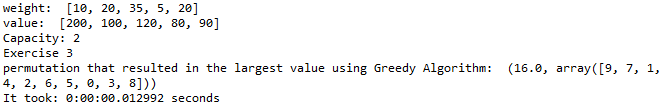 weight:  [10, 20, 35, 5, 20]
value:  [200, 100, 120, 80, 90]
Capacity: 2
Exercise 3
permutation that resulted in the largest value using Greedy Algorithm:  (16.0, array([9, 7, 1,
4, 2, 6, 5, 0, 3, 8]))
It took: 0:00:00.012992 seconds